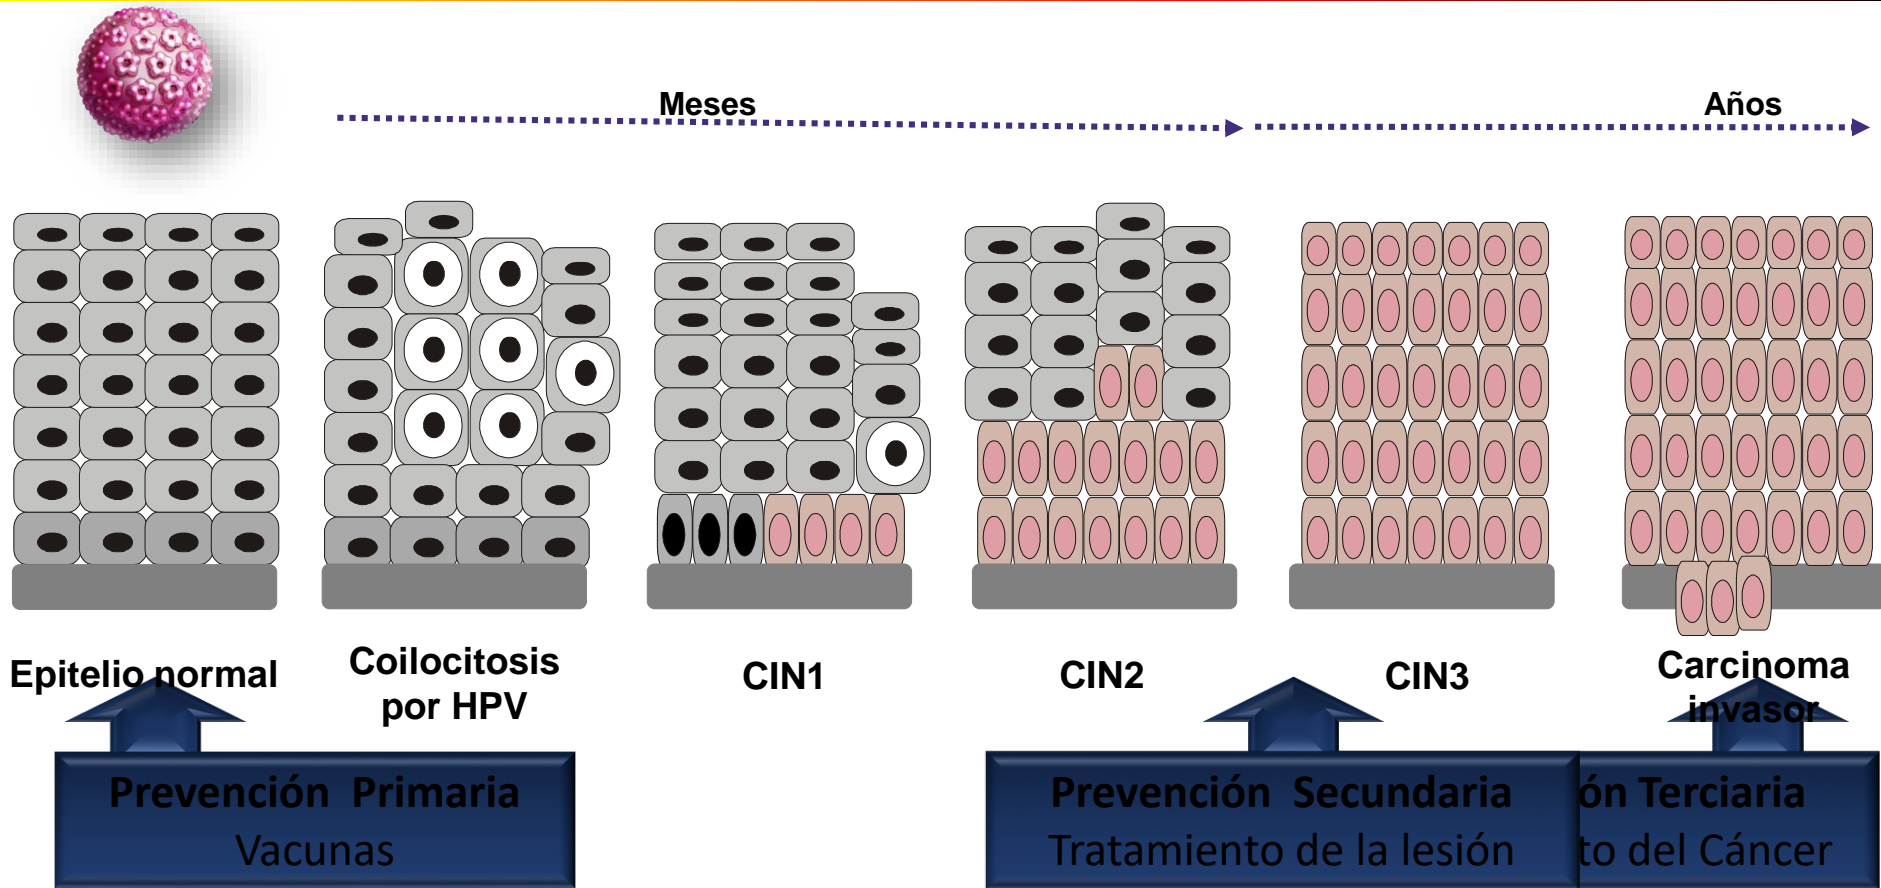 Meses
Años
Epitelio normal
Coilocitosis
por HPV
CIN1
CIN2
CIN3
Carcinoma
invasor
Prevención Primaria
Vacunas
Prevención Secundaria
Tratamiento de la lesión
ón Terciaria
to del Cáncer